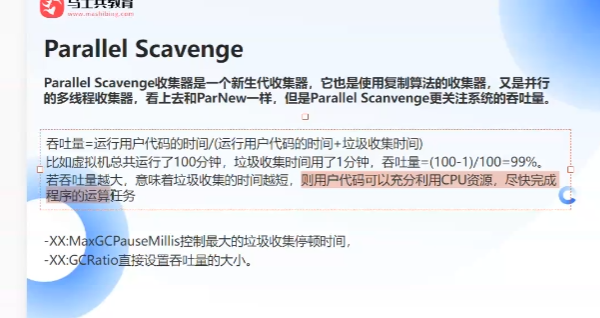 马士兵教育
www.mashibing.com
Parallel Scavenge
Parallel Scavenge收集器是一个新生代收集器，它也是使用复制算法的收集器，又是并行
的多线程收集器，看上去和ParNew一样，但是Parallel Scanvenge更关注系统的吞吐量。
吞吐量=运行用户代码的时间/(运行用户代码的时间+垃圾收集时间)
比如虚拟机总共运行了100分钟，垃圾收集时间用了1分钟，吞吐量=(100-1)/100=99%。
若吞吐量越大，意味着垃圾收集的时间越短，则用户代码可以充分利用CPU资源，尽快完成
程序的运算任务
-XX:MaxGCPauseMillis控制最大的垃圾收集停顿时间，
-XX:GCRatio直接设置吞吐量的大小。